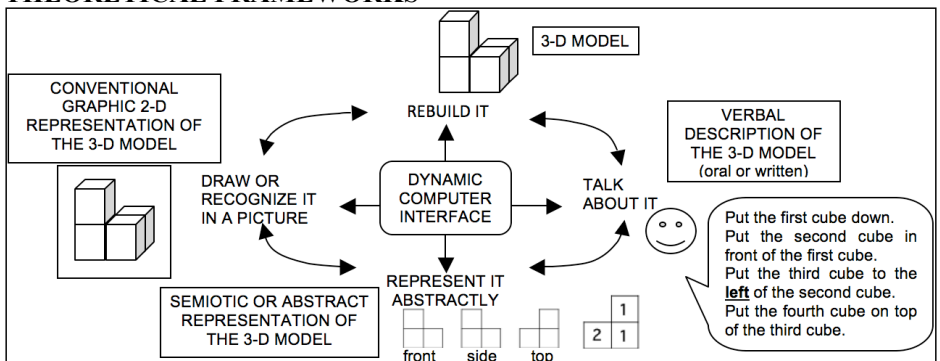 THEORETICAL FRAMEWORKS
3-D MODEL
CONVENTIONAL
GRAPHIC 2-D
REPRESENTATION OF
THE 3-D MODEL
REBUILD IT
VERBAL
DESCRIPTION OF
THE 3-D MODEL
(oral or written)
DRAW OR
RECOGNIZE IT
IN A PICTURE
DYNAMIC
COMPUTER
INTERFACE
TALK
ABOUT IT
Put the first cube down.
Put the second cube in
front of the first cube.
Put the third cube to the
left of the second cube.
Put the fourth cube on top
of the third cube.
REPRESENT IT
ABSTRACTLY
SEMIOTIC OR ABSTRACT
REPRESENTATION OF
THE 3-D MODEL
1
2 1
front side top